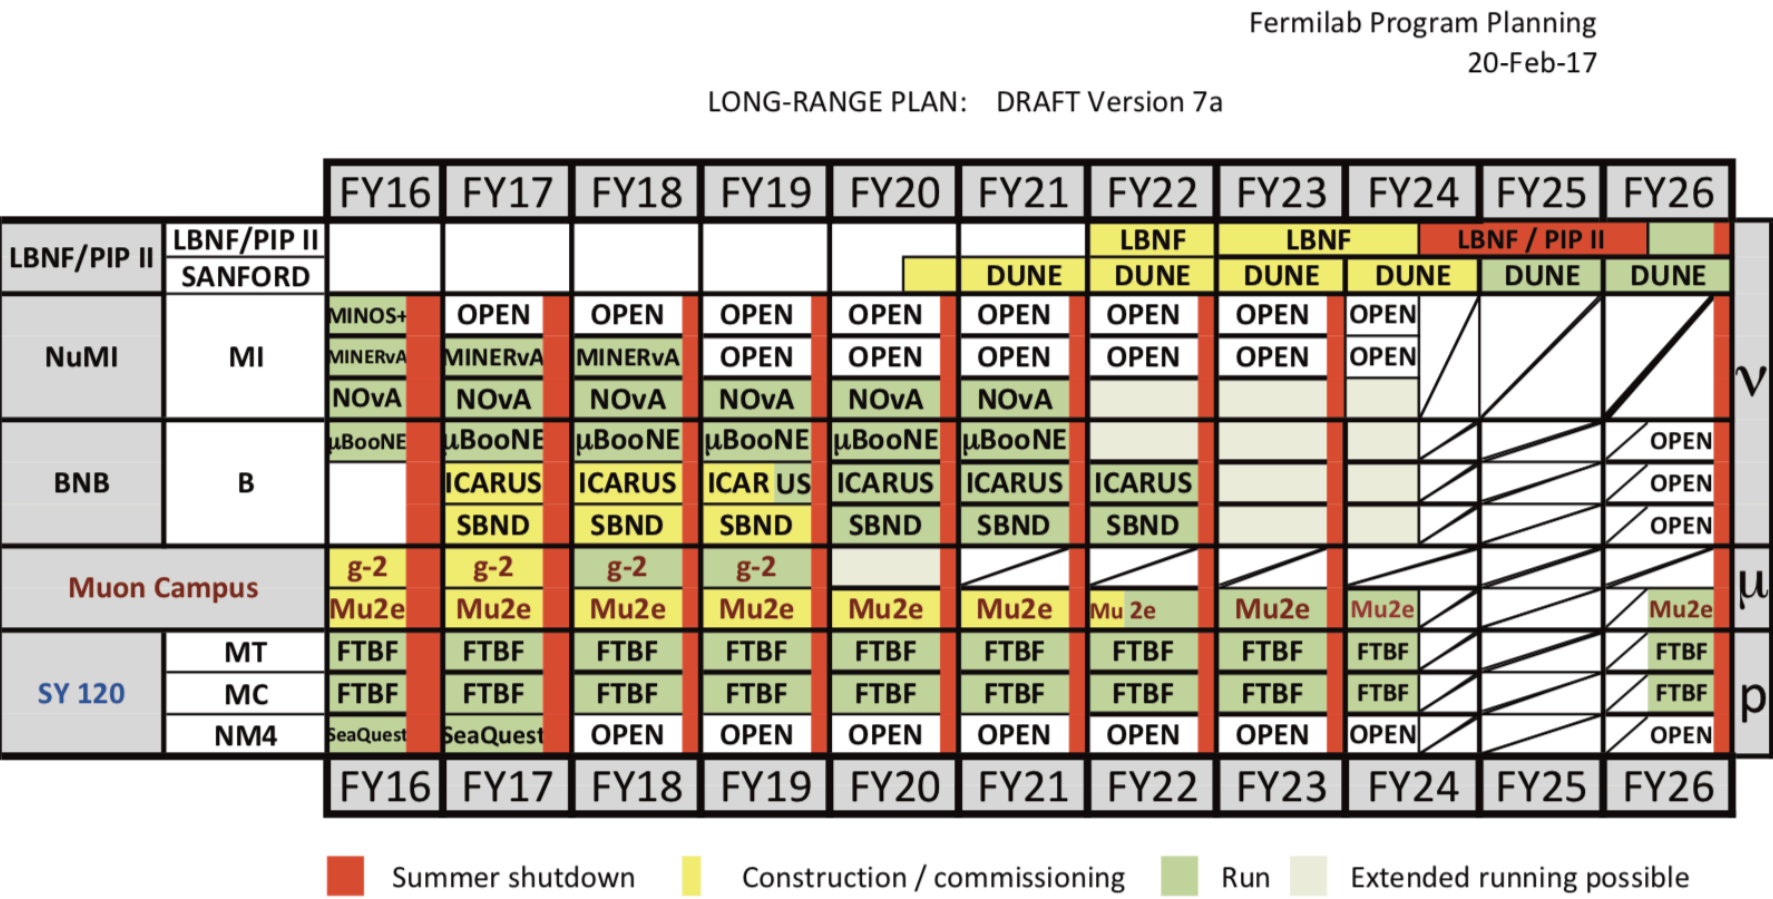 Fermilab Program Planning
20-Feb-17
LONG-RANGE PLAN: DRAFT Version 7a
FY16 FY17 FY18 FY19 FY20 FY21 FY22 FY23 FY24 FY25 FY26
LBNF/PIP II LBNF/PIP II LBNF LBNF LBNF / PIP II
SANFORD DUNE DUNE DUNE DUNE DUNE DUNE
NuMI MI MINOS+ OPEN OPEN OPEN OPEN OPEN OPEN OPEN OPEN
MINERvA MINERvA MINERvA OPEN OPEN OPEN OPEN OPEN OPEN
NOvA NOvA NOvA NOvA NOvA NOvA
ν
BNB B μBooNE μBooNE μBooNE μBooNE μBooNE μBooNE OPEN
ICARUS ICARUS ICAR US ICARUS ICARUS ICARUS OPEN
SBND SBND SBND SBND SBND SBND OPEN
Muon Campus g-2 g-2 g-2 g-2
Mu2e Mu2e Mu2e Mu2e Mu2e Mu2e Mu 2e Mu2e Mu2e Mu2e
μ
SY 120 MT FTBF FTBF FTBF FTBF FTBF FTBF FTBF FTBF FTBF FTBF
MC FTBF FTBF FTBF FTBF FTBF FTBF FTBF FTBF FTBF FTBF
NM4 SeaQuest SeaQuest OPEN OPEN OPEN OPEN OPEN OPEN OPEN OPEN
p
FY16 FY17 FY18 FY19 FY20 FY21 FY22 FY23 FY24 FY25 FY26
Summer shutdown Construction / commissioning Run Extended running possible